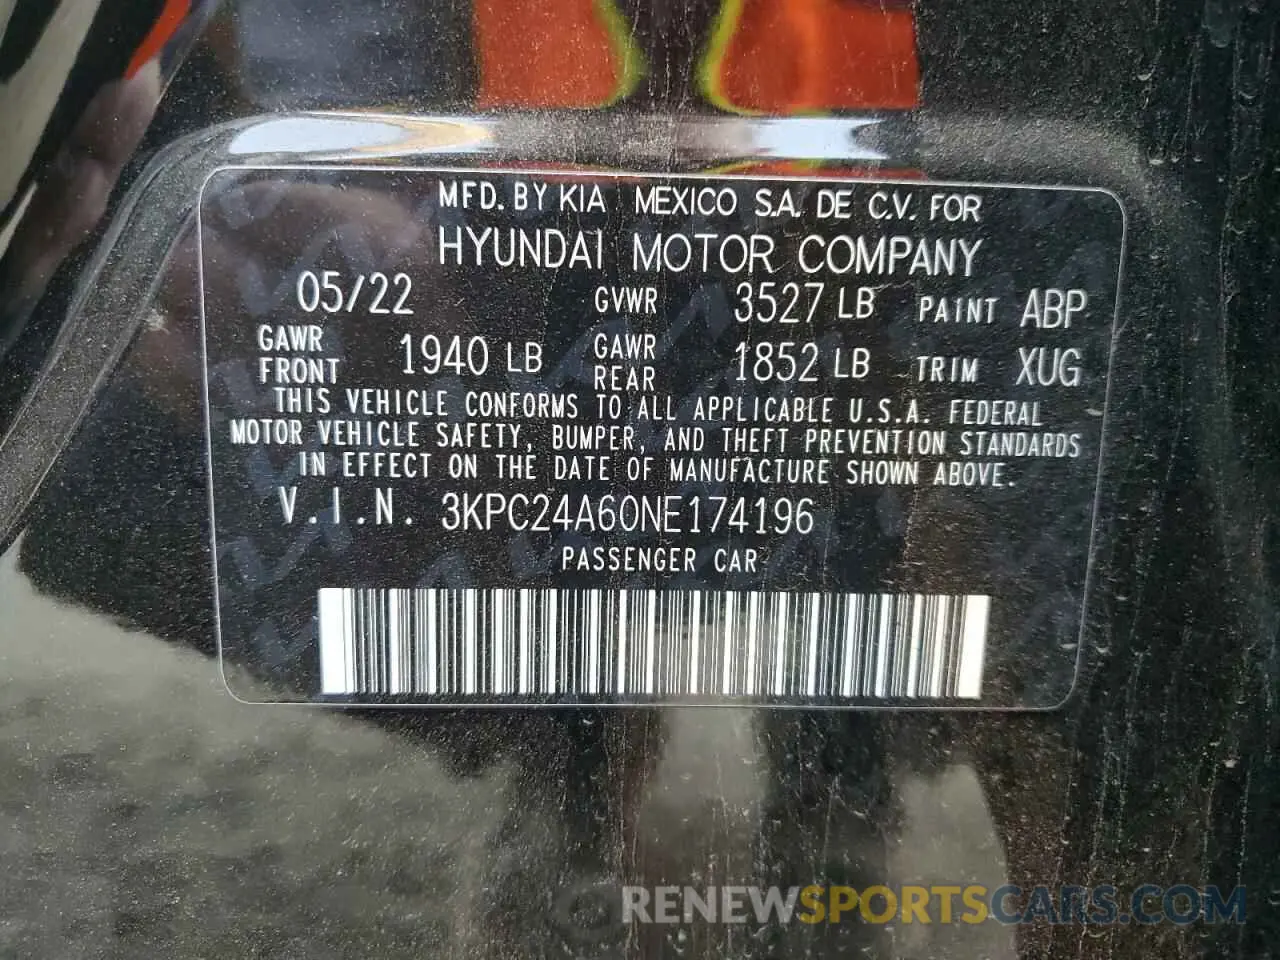 MFD. BY KIA MEXICO S.A. DE C.V. FOR
HYUNDAI MOTOR COMPANY
05/22 GVWR 3527 LB PAINT ABP
GAWR FRONT 1940 LB GAWR REAR 1852 LB TRIM XUG
THIS VEHICLE CONFORMS TO ALL APPLICABLE U.S.A. FEDERAL
MOTOR VEHICLE SAFETY, BUMPER, AND THEFT PREVENTION STANDARDS
IN EFFECT ON THE DATE OF MANUFACTURE SHOWN ABOVE.
V.I.N. 3KPC24A60NE174196
PASSENGER CAR
RENEWSPORTSCARS.COM